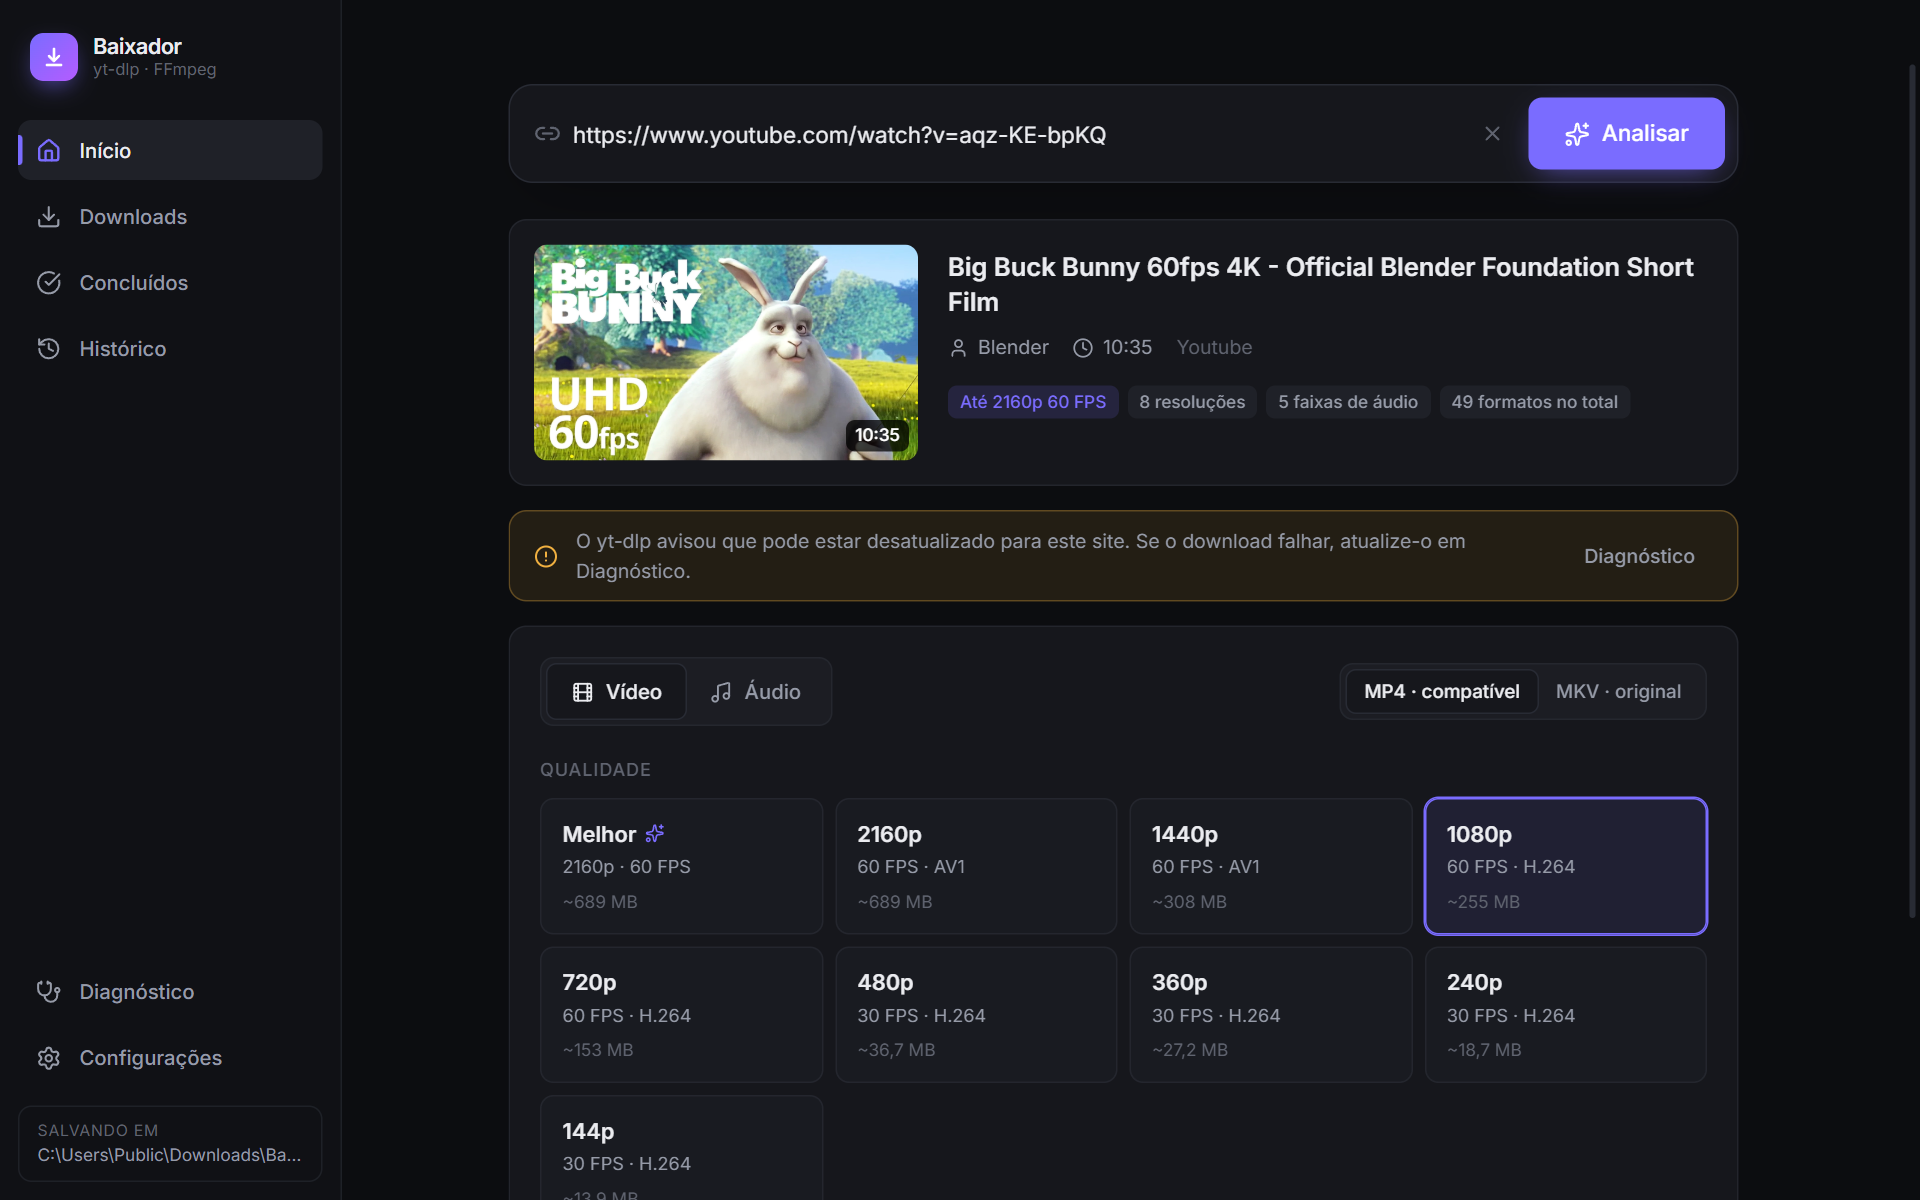 Baixador
yt-dlp · FFmpeg
Início
Downloads
Concluídos
Histórico
Diagnóstico
Configurações
SALVANDO EM
C:\Users\Public\Downloads\Ba...
https://www.youtube.com/watch?v=aqz-KE-bpKQ
Analisar
Big Buck
BUNNY
UHD
60fps
10:35
Big Buck Bunny 60fps 4K - Official Blender Foundation Short
Film
Blender 10:35 Youtube
Até 2160p 60 FPS 8 resoluções 5 faixas de áudio 49 formatos no total
O yt-dlp avisou que pode estar desatualizado para este site. Se o download falhar, atualize-o em
Diagnóstico.
Diagnóstico
Vídeo Áudio
MP4 · compatível MKV · original
QUALIDADE
Melhor
2160p · 60 FPS
~689 MB
2160p
60 FPS · AV1
~689 MB
1440p
60 FPS · AV1
~308 MB
1080p
60 FPS · H.264
~255 MB
720p
60 FPS · H.264
~153 MB
480p
30 FPS · H.264
~36,7 MB
360p
30 FPS · H.264
~27,2 MB
240p
30 FPS · H.264
~18,7 MB
144p
30 FPS · H.264
~13,9 MB